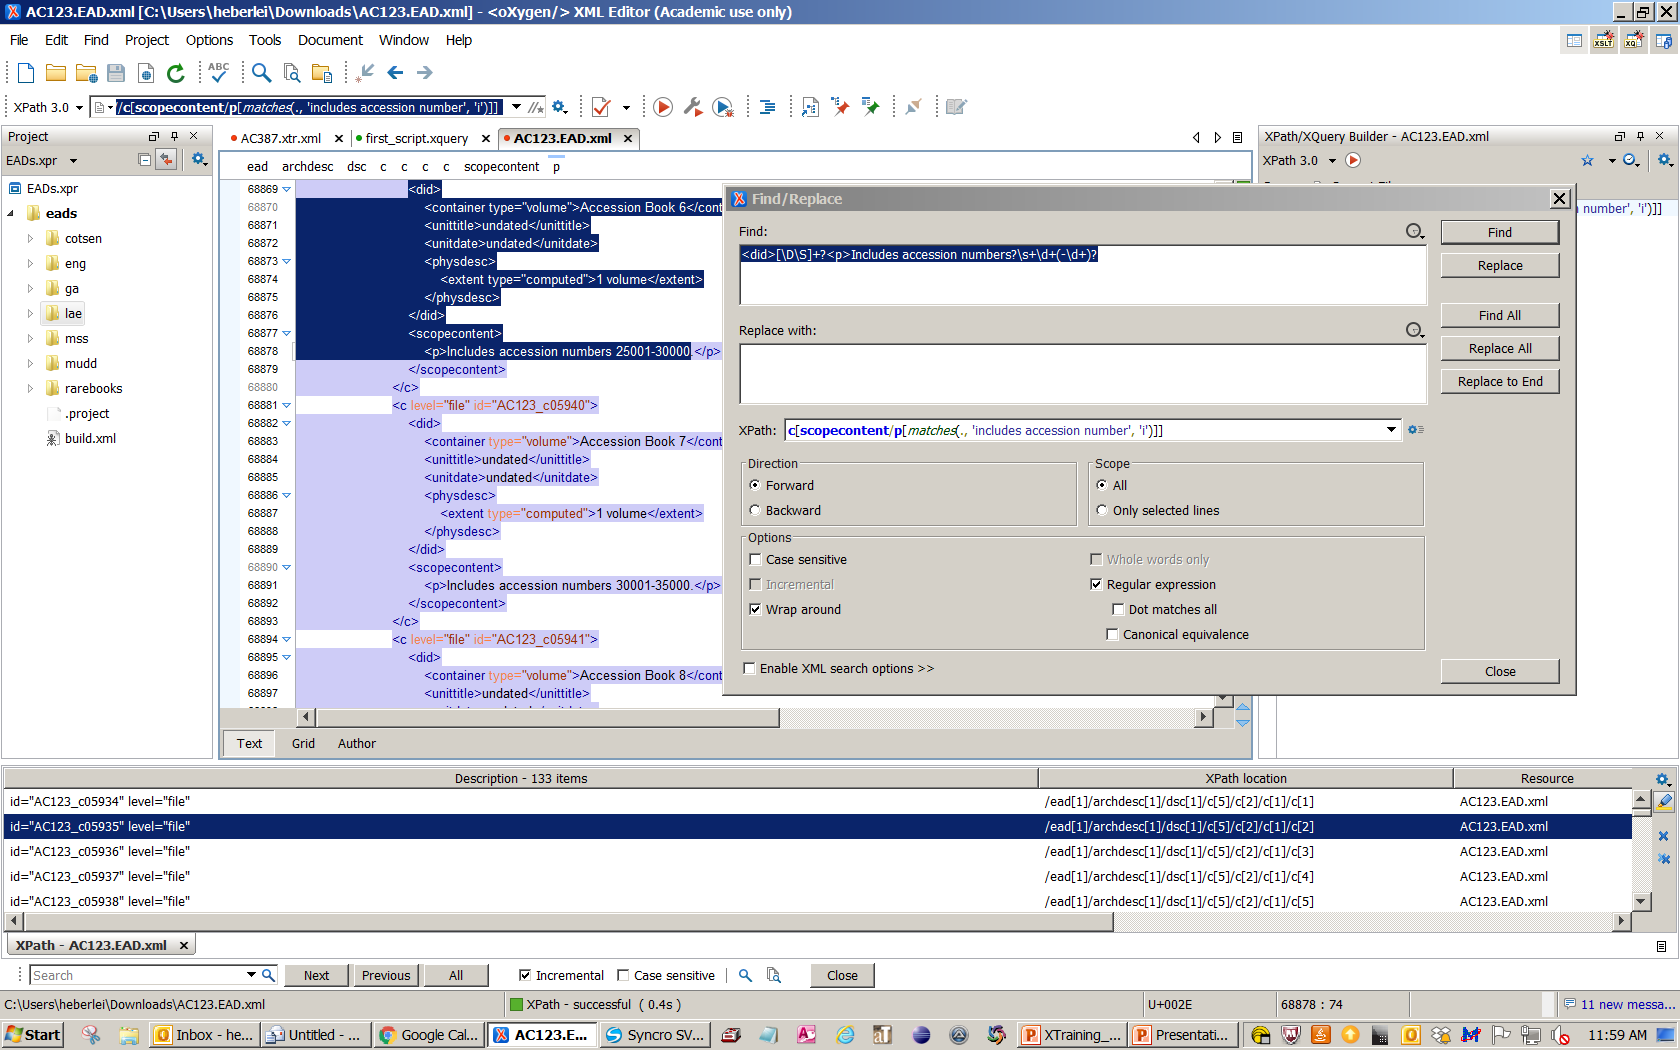 AC123.EAD.xml [C:\Users\heberlei\Downloads\AC123.EAD.xml] - <oXygen/> XML Editor (Academic use only)
File Edit Find Project Options Tools Document Window Help
XPath 3.0 /c[scopecontent/p[matches(., 'includes accession number', 'i')]]
Project
EADs.xpr
EADs.xpr
eads
cotsen
eng
ga
lae
mss
mudd
rarebooks
.project
build.xml
AC387.xtr.xml first_script.xquery AC123.EAD.xml
ead archdesc dsc c c c c scopecontent p
68869 <did>
68870 <container type="volume">Accession Book 6</cont
68871 <unittitle>undated</unittitle>
68872 <unitdate>undated</unitdate>
68873 <physdesc>
68874 <extent type="computed">1 volume</extent>
68875 </physdesc>
68876 </did>
68877 <scopecontent>
68878 <p>Includes accession numbers 25001-30000.</p>
68879 </scopecontent>
68880 </c>
68881 <c level="file" id="AC123_c05940">
68882 <did>
68883 <container type="volume">Accession Book 7</cont
68884 <unittitle>undated</unittitle>
68885 <unitdate>undated</unitdate>
68886 <physdesc>
68887 <extent type="computed">1 volume</extent>
68888 </physdesc>
68889 </did>
68890 <scopecontent>
68891 <p>Includes accession numbers 30001-35000.</p>
68892 </scopecontent>
68893 </c>
68894 <c level="file" id="AC123_c05941">
68895 <did>
68896 <container type="volume">Accession Book 8</cont
68897 <unittitle>undated</unittitle>
Text Grid Author
XPath/XQuery Builder - AC123.EAD.xml
XPath 3.0
n number', 'i')]]
Find/Replace
Find:
<did>[\D\S]+?<p>Includes accession numbers?\s+\d+(-\d+)?
Replace with:
XPath: c[scopecontent/p[matches(., 'includes accession number', 'i')]]
Direction
Forward
Backward
Scope
All
Only selected lines
Options
Case sensitive
Incremental
Wrap around
Whole words only
Regular expression
Dot matches all
Canonical equivalence
Enable XML search options >>
Find
Replace
Find All
Replace All
Replace to End
Close
Description - 133 items XPath location Resource
id="AC123_c05934" level="file" /ead[1]/archdesc[1]/dsc[1]/c[5]/c[2]/c[1]/c[1] AC123.EAD.xml
id="AC123_c05935" level="file" /ead[1]/archdesc[1]/dsc[1]/c[5]/c[2]/c[1]/c[2] AC123.EAD.xml
id="AC123_c05936" level="file" /ead[1]/archdesc[1]/dsc[1]/c[5]/c[2]/c[1]/c[3] AC123.EAD.xml
id="AC123_c05937" level="file" /ead[1]/archdesc[1]/dsc[1]/c[5]/c[2]/c[1]/c[4] AC123.EAD.xml
id="AC123_c05938" level="file" /ead[1]/archdesc[1]/dsc[1]/c[5]/c[2]/c[1]/c[5] AC123.EAD.xml
XPath - AC123.EAD.xml
Search Next Previous All Incremental Case sensitive Close
C:\Users\heberlei\Downloads\AC123.EAD.xml XPath - successful ( 0.4s ) U+002E 68878 : 74 11 new messa...
Start Inbox - he... Untitled - ... Google Cal... AC123.E... Syncro SV... XTraining_... Presentati... 11:59 AM